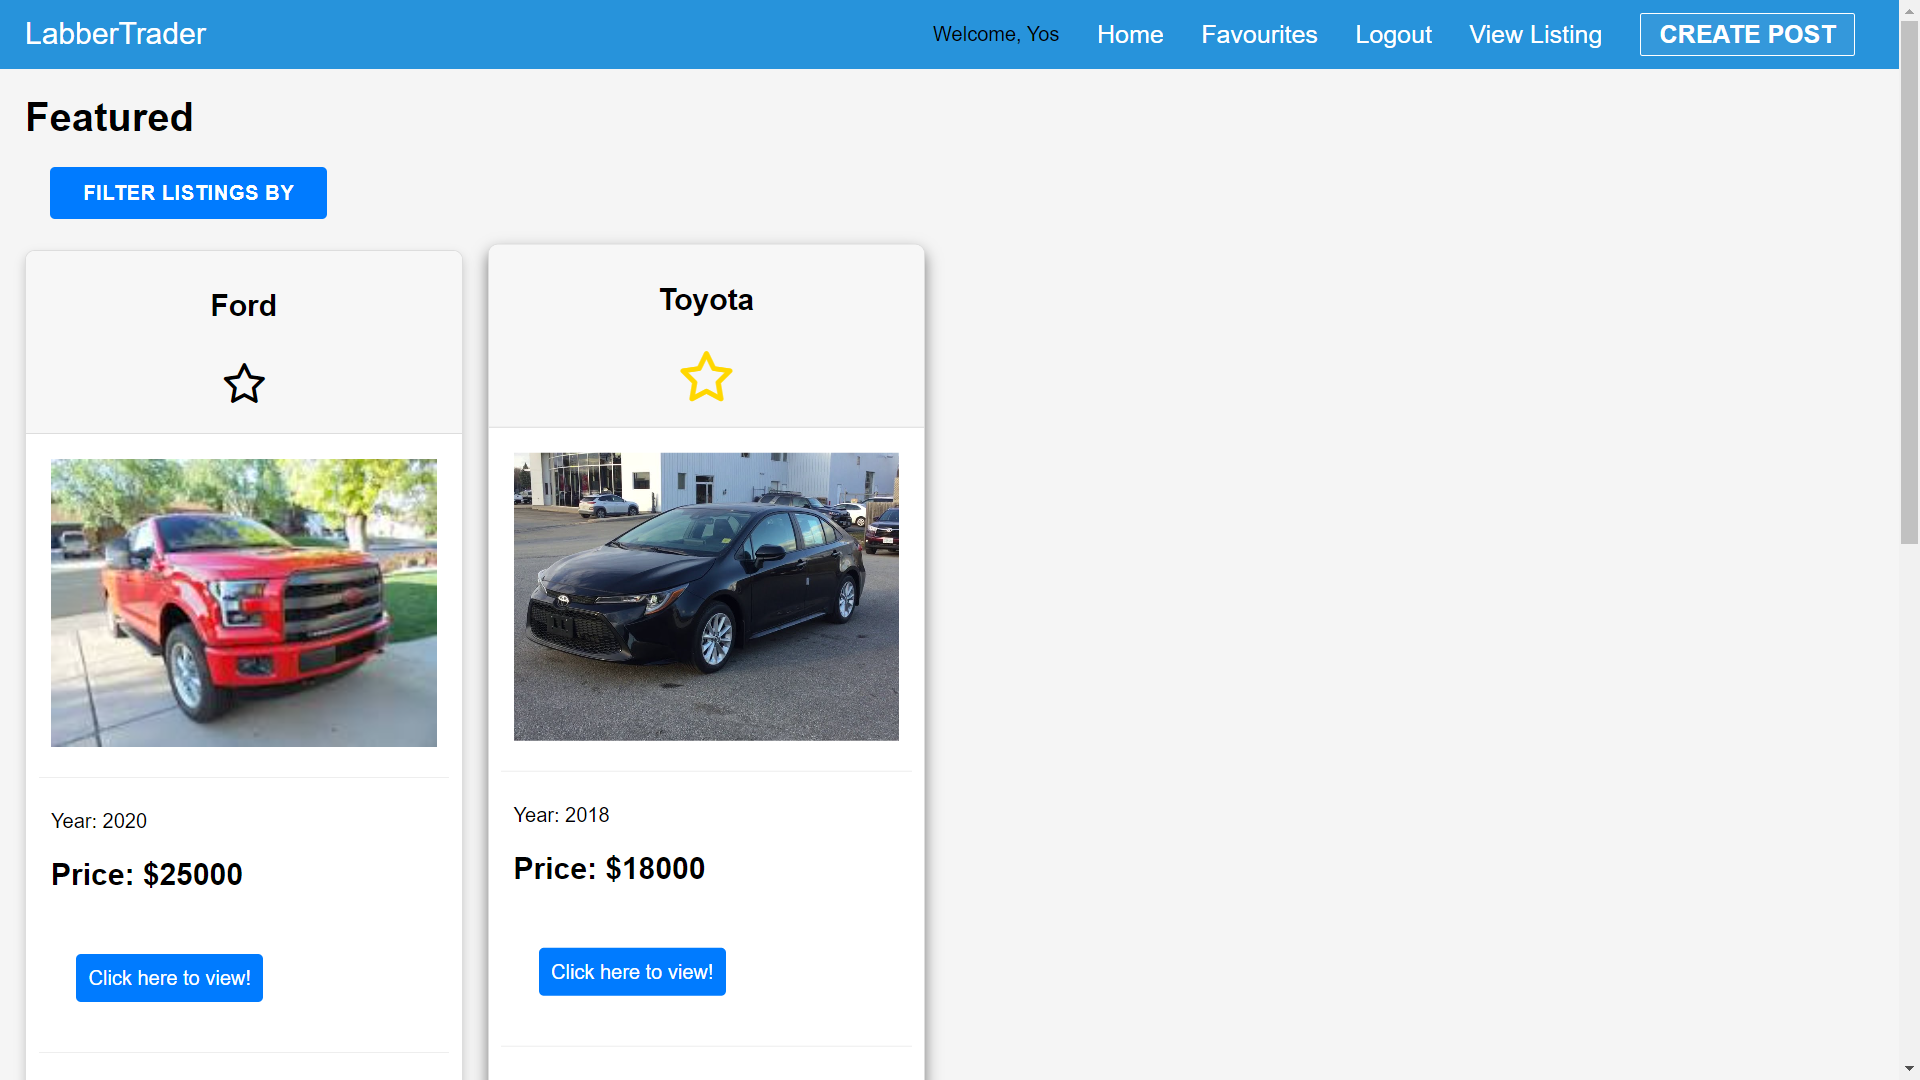 LabberTrader
Welcome, Yos
Home
Favourites
Logout
View Listing
CREATE POST
Featured
FILTER LISTINGS BY
Ford
Year: 2020
Price: $25000
Click here to view!
Toyota
Year: 2018
Price: $18000
Click here to view!